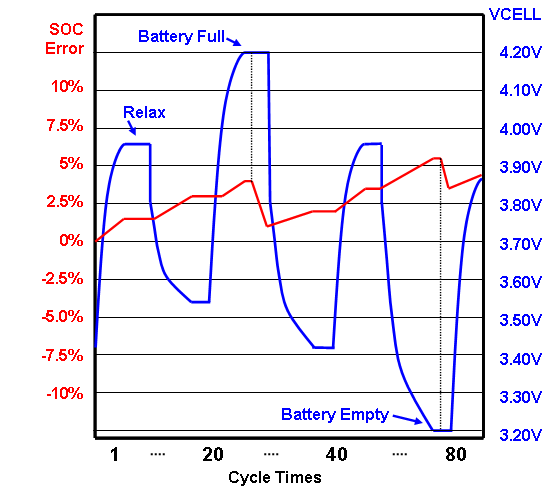 SOC
Error
VCELL
Battery Full
4.20V
10%
4.10V
Relax
7.5%
4.00V
5%
3.90V
2.5%
3.80V
0%
3.70V
-2.5%
3.60V
-5.0%
3.50V
-7.5%
3.40V
-10%
3.30V
Battery Empty
3.20V
1 .... 20 .... 40 .... 80
Cycle Times